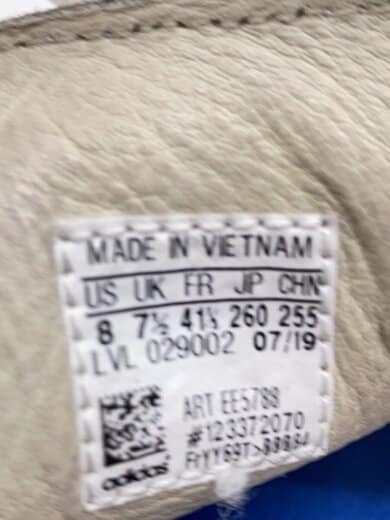 MADE IN VIETNAM
US UK FR JP CHN
8 7½ 41⅓ 260 255
LVL 029002 07/19
ART EE5788
#123372070
adidas